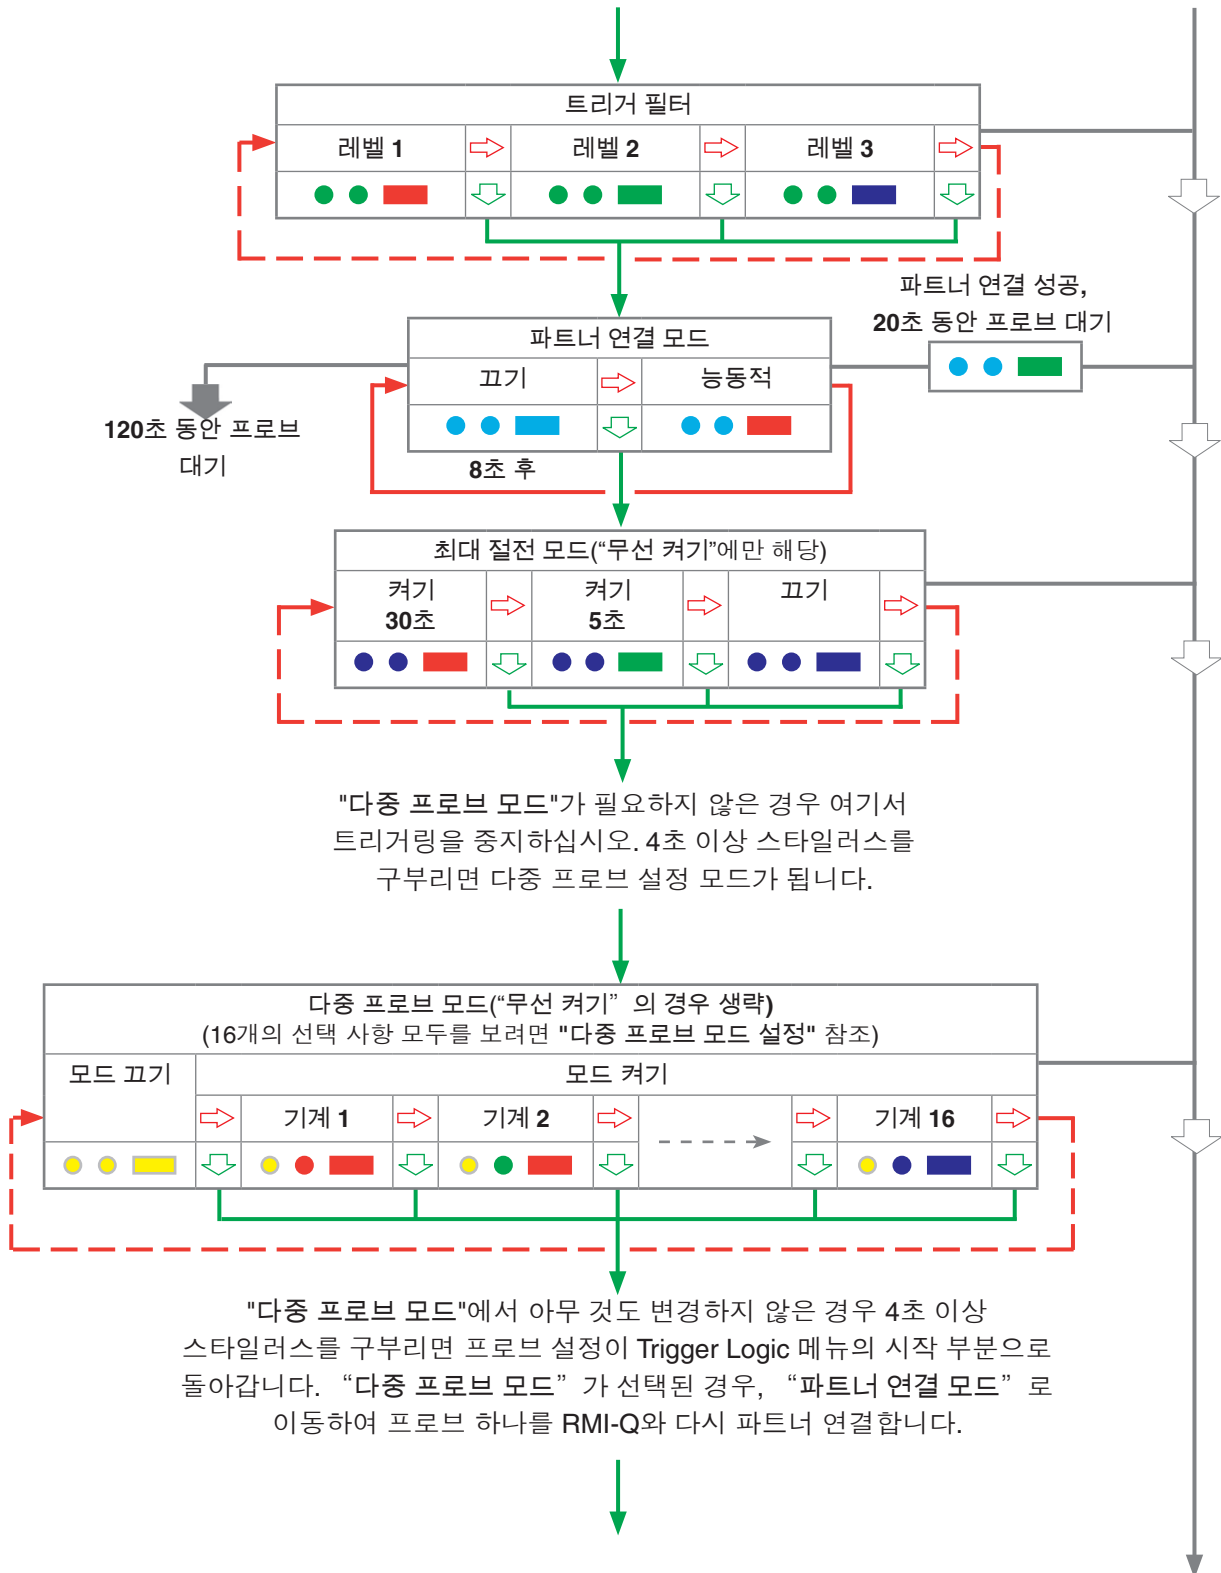 트리거 필터
레벨 1
레벨 2
레벨 3
파트너 연결 성공,
20초 동안 프로브 대기
파트너 연결 모드
끄기
능동적
120초 동안 프로브
대기
8초 후
최대 절전 모드(“무선 켜기”에만 해당)
켜기
30초
켜기
5초
끄기
"다중 프로브 모드"가 필요하지 않은 경우 여기서
트리거링을 중지하십시오. 4초 이상 스타일러스를
구부리면 다중 프로브 설정 모드가 됩니다.
다중 프로브 모드(“무선 켜기” 의 경우 생략)
(16개의 선택 사항 모두를 보려면 "다중 프로브 모드 설정" 참조)
모드 끄기
모드 켜기
기계 1
기계 2
기계 16
"다중 프로브 모드"에서 아무 것도 변경하지 않은 경우 4초 이상
스타일러스를 구부리면 프로브 설정이 Trigger Logic 메뉴의 시작 부분으로
돌아갑니다. “다중 프로브 모드” 가 선택된 경우, “파트너 연결 모드” 로
이동하여 프로브 하나를 RMI-Q와 다시 파트너 연결합니다.